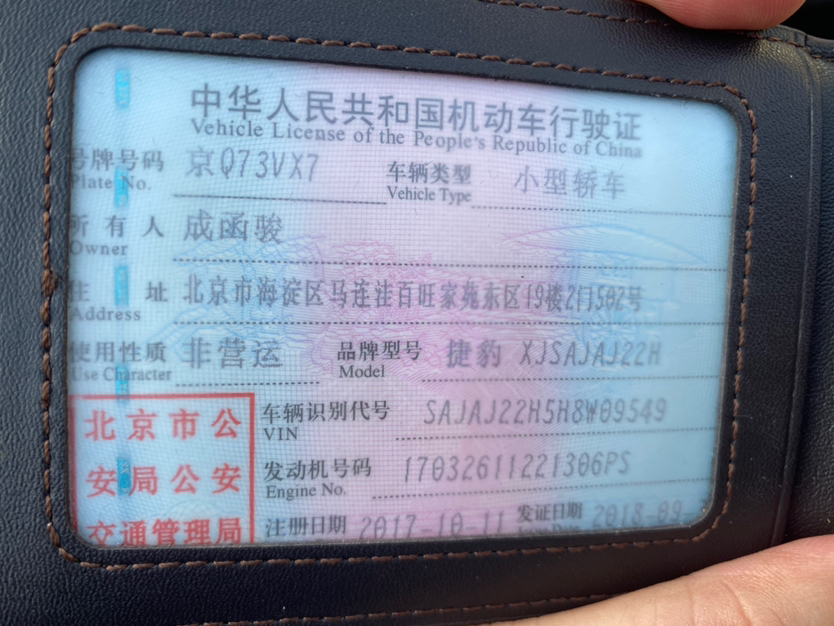 中华人民共和国机动车行驶证
Vehicle License of the People's Republic of China
号牌号码 京Q73VX7 车辆类型 小型轿车
Plate No. Vehicle Type
所有人 成函骏
Owner
住址 北京市海淀区马连洼百旺家苑东区19楼2门502号
Address
使用性质 非营运 品牌型号 捷豹 XJSAJAJ22H
Use Character Model
北京市公 车辆识别代号 SAJAJ22H5H8W09549
VIN
安局公安 发动机号码 17032611221306PS
Engine No.
交通管理局 注册日期 2017-10-11 发证日期 2018-09-